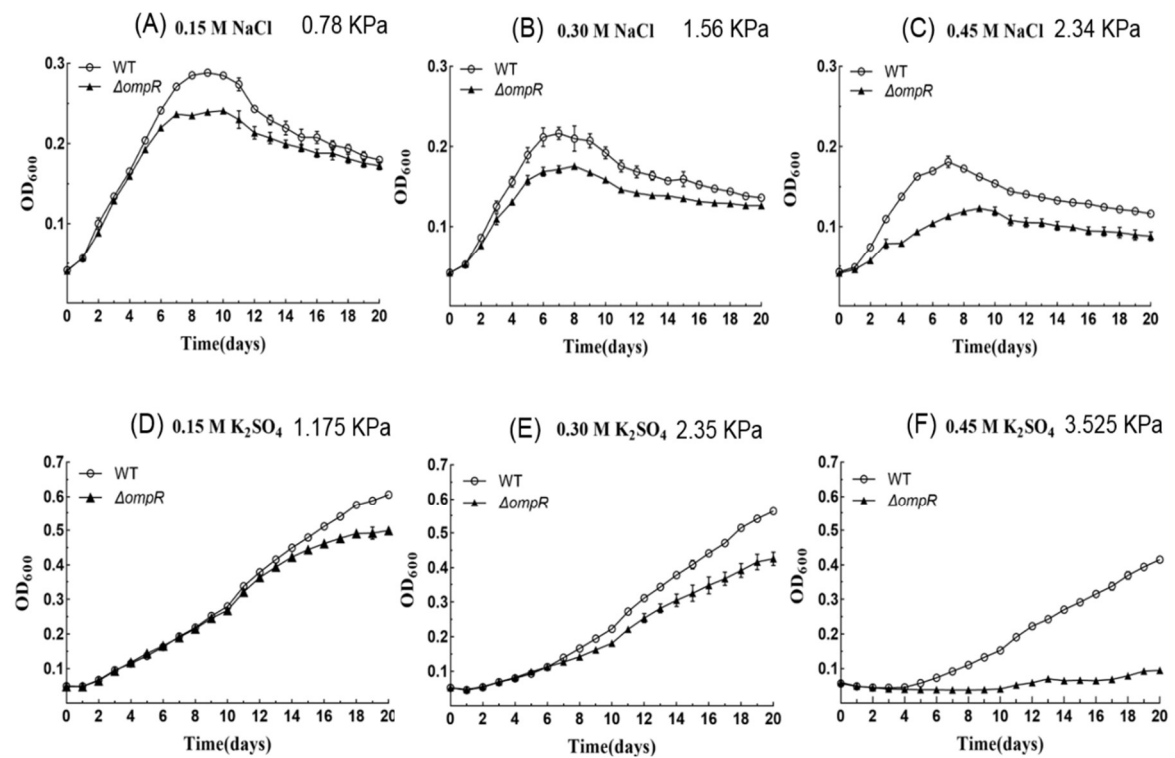 (A) 0.15 M NaCl 0.78 KPa
WT
ΔompR
0.3
0.2
0.1
OD600
0 2 4 6 8 10 12 14 16 18 20
Time(days)
(B) 0.30 M NaCl 1.56 KPa
WT
ΔompR
0.3
0.2
0.1
OD600
0 2 4 6 8 10 12 14 16 18 20
Time(days)
(C) 0.45 M NaCl 2.34 KPa
WT
ΔompR
0.3
0.2
0.1
OD600
0 2 4 6 8 10 12 14 16 18 20
Time(days)
(D) 0.15 M K2SO4 1.175 KPa
WT
ΔompR
0.7
0.6
0.5
0.4
0.3
0.2
0.1
OD600
0 2 4 6 8 10 12 14 16 18 20
Time(days)
(E) 0.30 M K2SO4 2.35 KPa
WT
ΔompR
0.7
0.6
0.5
0.4
0.3
0.2
0.1
OD600
0 2 4 6 8 10 12 14 16 18 20
Time(days)
(F) 0.45 M K2SO4 3.525 KPa
WT
ΔompR
0.7
0.6
0.5
0.4
0.3
0.2
0.1
OD600
0 2 4 6 8 10 12 14 16 18 20
Time(days)